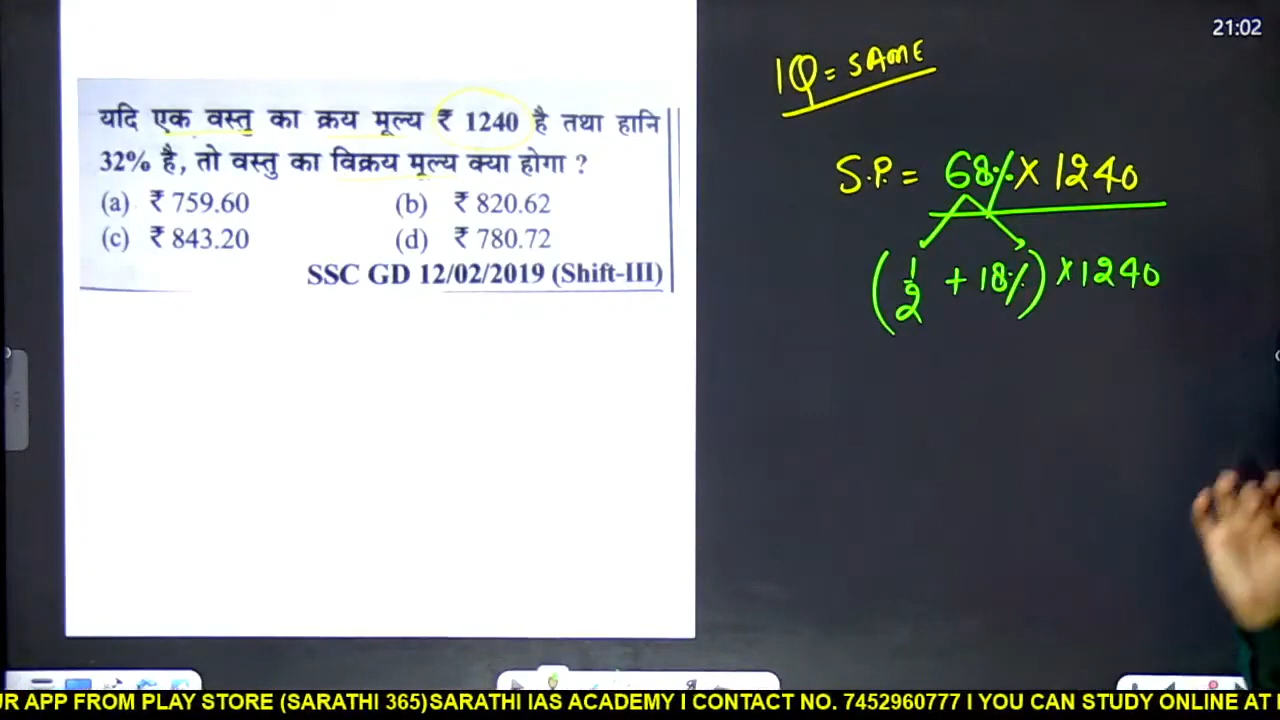 21:02
1Q = SAME
यदि एक वस्तु का क्रय मूल्य ₹ 1240 है तथा हानि
32% है, तो वस्तु का विक्रय मूल्य क्या होगा ?
(a) ₹ 759.60 (b) ₹ 820.62
(c) ₹ 843.20 (d) ₹ 780.72
SSC GD 12/02/2019 (Shift-III)
S.P. = 68% × 1240
(1/2 + 18%) × 1240
UR APP FROM PLAY STORE (SARATHI 365)SARATHI IAS ACADEMY I CONTACT NO. 7452960777 I YOU CAN STUDY ONLINE AT